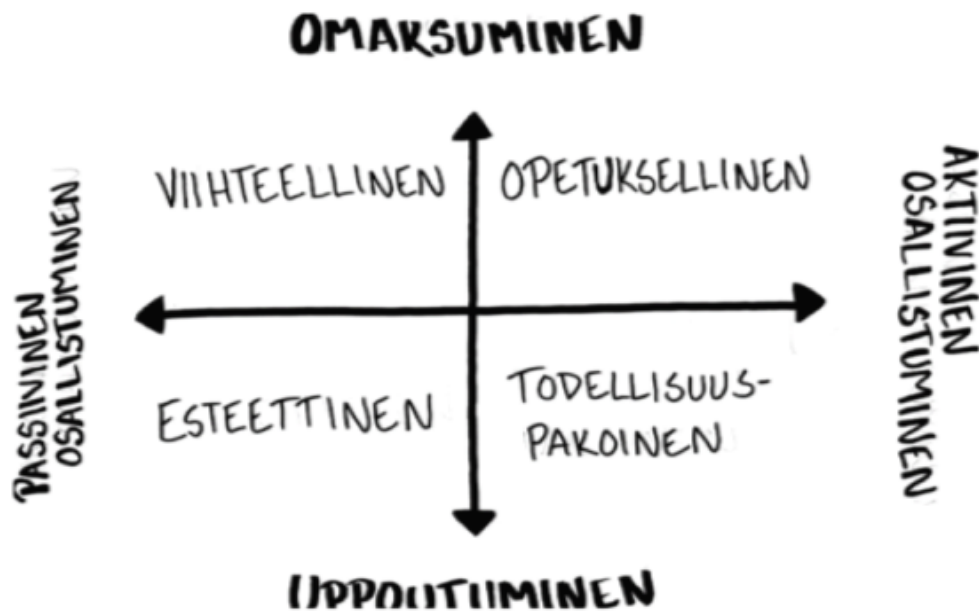 OMAKSUMINEN
VIIHTEELLINEN
OPETUKSELLINEN
PASSIIVINEN
OSALLISTUMINEN
AKTIIVINEN
OSALLISTUMINEN
ESTEETTINEN
TODELLISUUS-
PAKOINEN
UPPOUTUMINEN